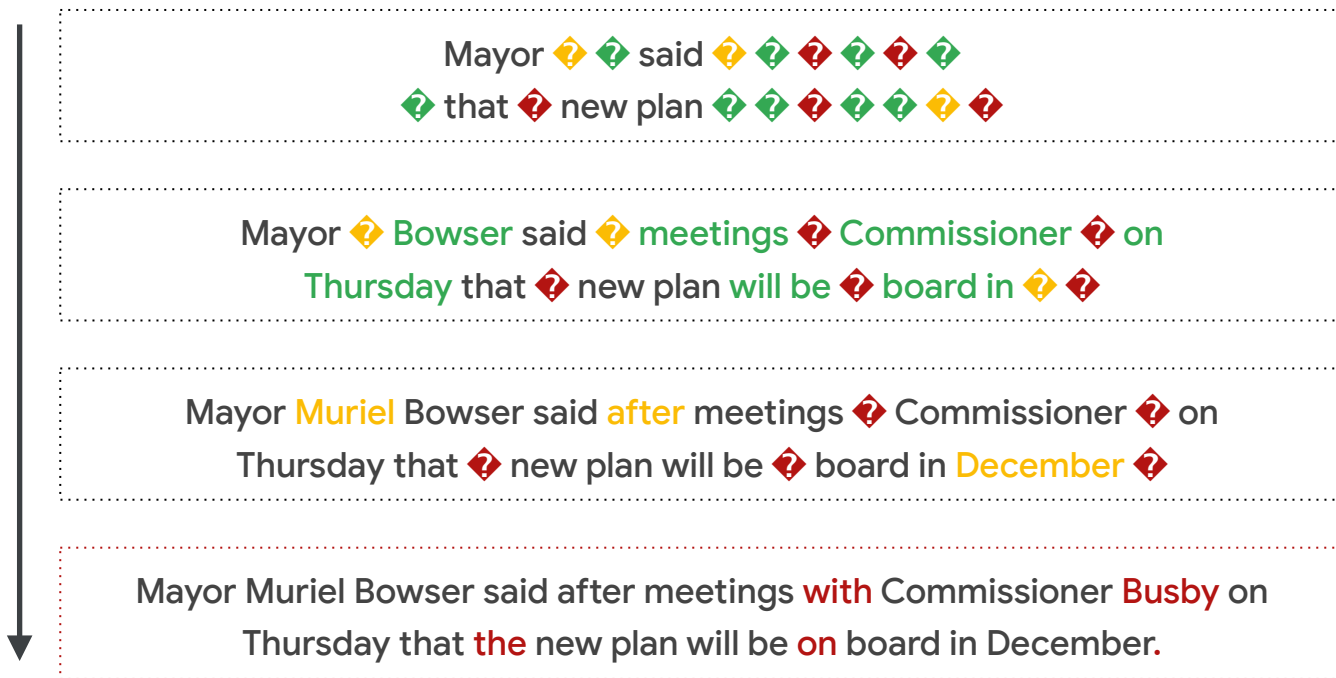 Mayor � � said � � � � � �
� that � new plan � � � � � � �
Mayor � Bowser said � meetings � Commissioner � on
Thursday that � new plan will be � board in � �
Mayor Muriel Bowser said after meetings � Commissioner � on
Thursday that � new plan will be � board in December �
Mayor Muriel Bowser said after meetings with Commissioner Busby on
Thursday that the new plan will be on board in December.